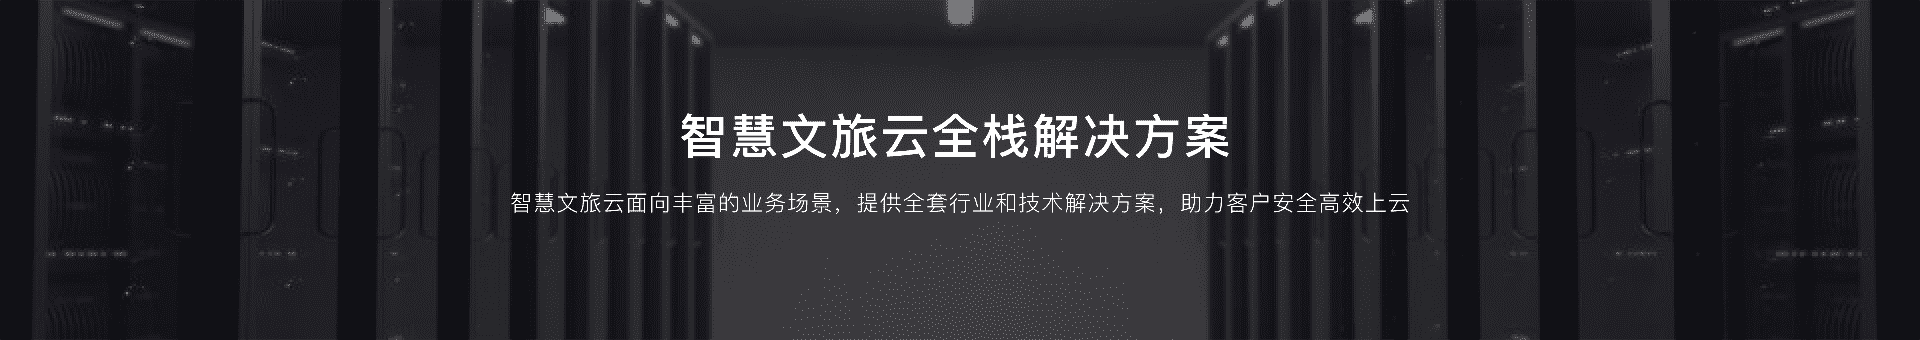 智慧文旅云全栈解决方案
智慧文旅云面向丰富的业务场景，提供全套行业和技术解决方案，助力客户安全高效上云